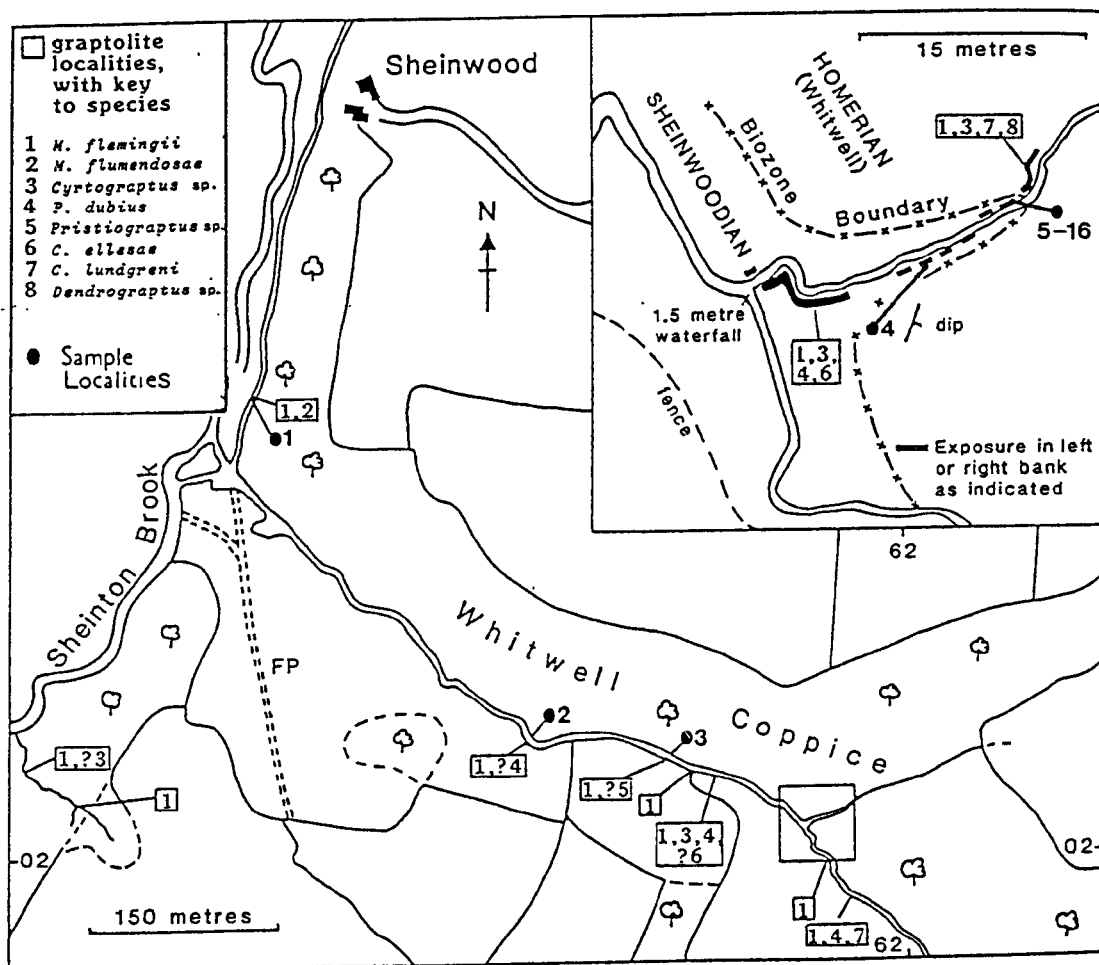 graptolite
localities,
with key
to species
1 M. flemingii
2 M. flumendosae
3 Cyrtograptus sp.
4 P. dubius
5 Pristiograptus sp.
6 C. ellesae
7 C. lundgreni
8 Dendrograptus sp.
Sample
Localities
Sheinwood
N
15 metres
SHEINWOODIAN
Biozone
Boundary
HOMERIAN
(Whitwell)
1,3,7,8
5-16
1.5 metre
waterfall
1,3,
4,6
4
dip
fence
Exposure in left
or right bank
as indicated
62
1,2
1
Sheinton Brook
FP
Whitwell Coppice
2
1,?4
3
1,?5
1
1,3,4,
?6
1,?3
1
02
02
150 metres
1
1,4,7
62